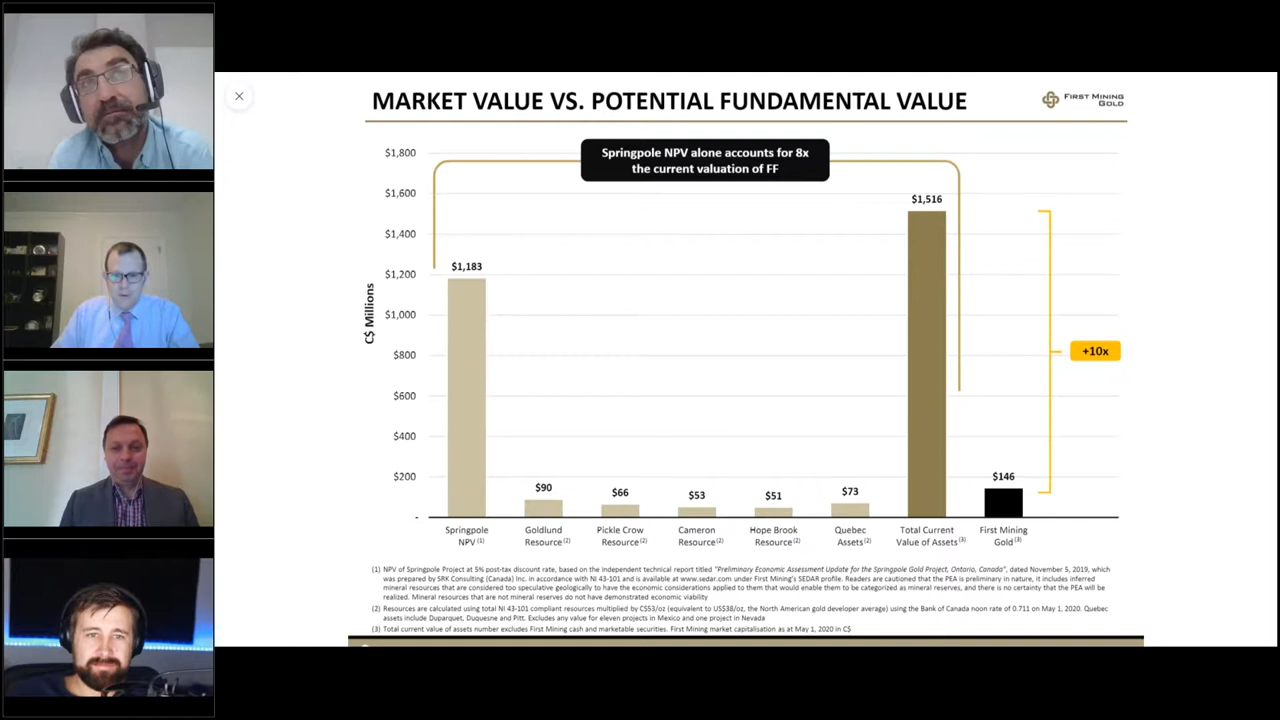 MARKET VALUE VS. POTENTIAL FUNDAMENTAL VALUE
FIRST MINING
GOLD
Springpole NPV alone accounts for 8x
the current valuation of FF
C$ Millions
$1,800
$1,600
$1,400
$1,200
$1,000
$800
$600
$400
$200
-
$1,183
$90
$66
$53
$51
$73
$1,516
$146
+10x
Springpole
NPV (1)
Goldlund
Resource(2)
Pickle Crow
Resource(2)
Cameron
Resource(2)
Hope Brook
Resource(2)
Quebec
Assets(2)
Total Current
Value of Assets(3)
First Mining
Gold(3)
(1) NPV of Springpole Project at 5% post-tax discount rate, based on the independent technical report titled "Preliminary Economic Assessment Update for the Springpole Gold Project, Ontario, Canada", dated November 5, 2019, which
was prepared by SRK Consulting (Canada) Inc. in accordance with NI 43-101 and is available at www.sedar.com under First Mining's SEDAR profile. Readers are cautioned that the PEA is preliminary in nature, it includes inferred
mineral resources that are considered too speculative geologically to have the economic considerations applied to them that would enable them to be categorized as mineral reserves, and there is no certainty that the PEA will be
realized. Mineral resources that are not mineral reserves do not have demonstrated economic viability
(2) Resources are calculated using total NI 43-101 compliant resources multiplied by C$53/oz (equivalent to US$38/oz, the North American gold developer average) using the Bank of Canada noon rate of 0.711 on May 1, 2020. Quebec
assets include Duparquet, Duquesne and Pitt. Excludes any value for eleven projects in Mexico and one project in Nevada
(3) Total current value of assets number excludes First Mining cash and marketable securities. First Mining market capitalisation as at May 1, 2020 in C$